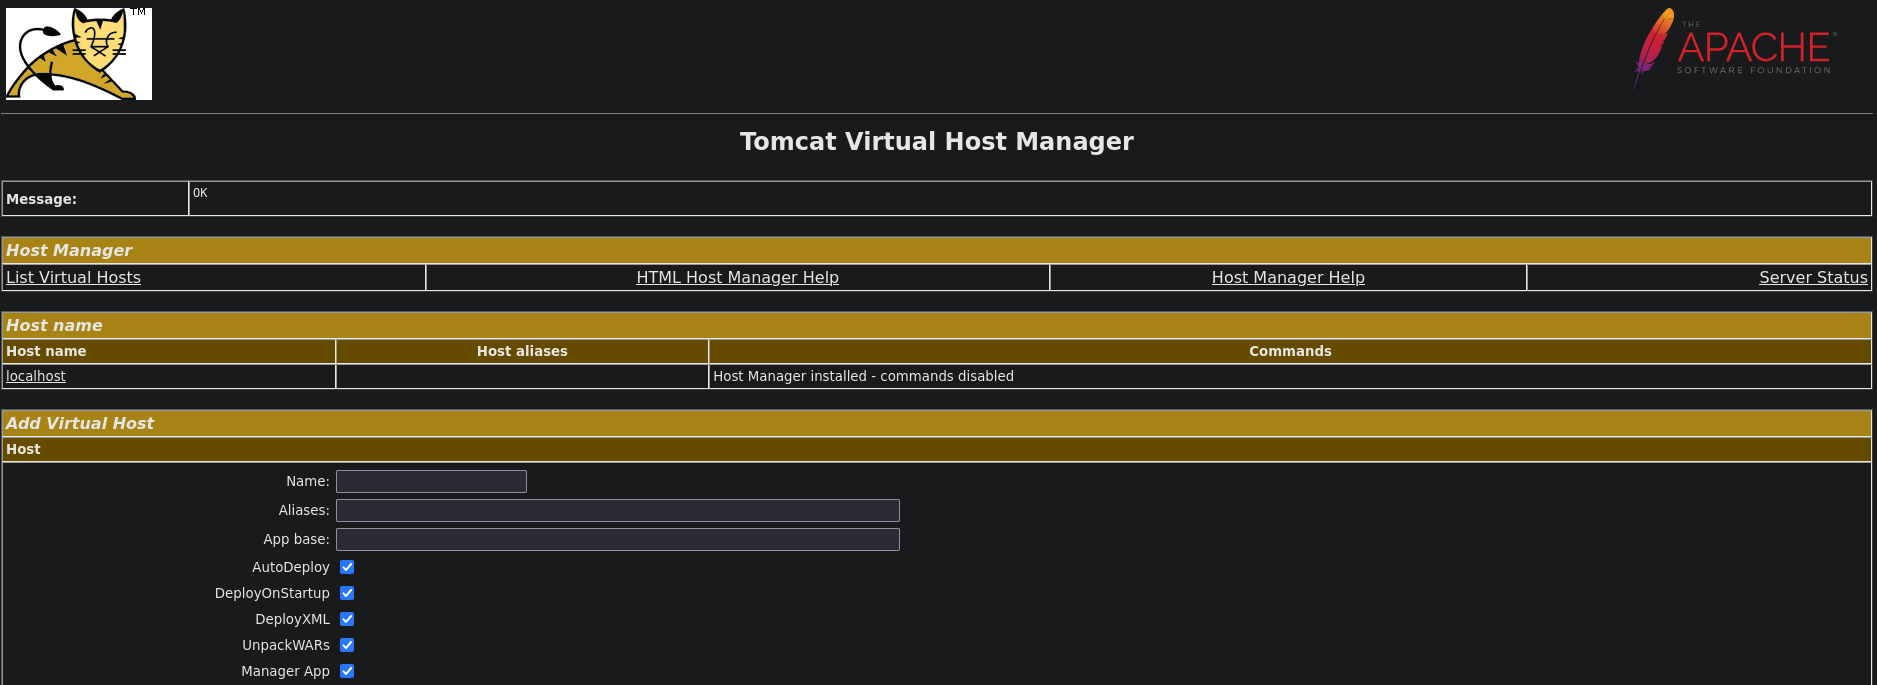 TM
THE
APACHE®
SOFTWARE FOUNDATION
Tomcat Virtual Host Manager
Message: OK
Host Manager
List Virtual Hosts HTML Host Manager Help Host Manager Help Server Status
Host name
Host name Host aliases Commands
localhost Host Manager installed - commands disabled
Add Virtual Host
Host
Name:
Aliases:
App base:
AutoDeploy
DeployOnStartup
DeployXML
UnpackWARs
Manager App